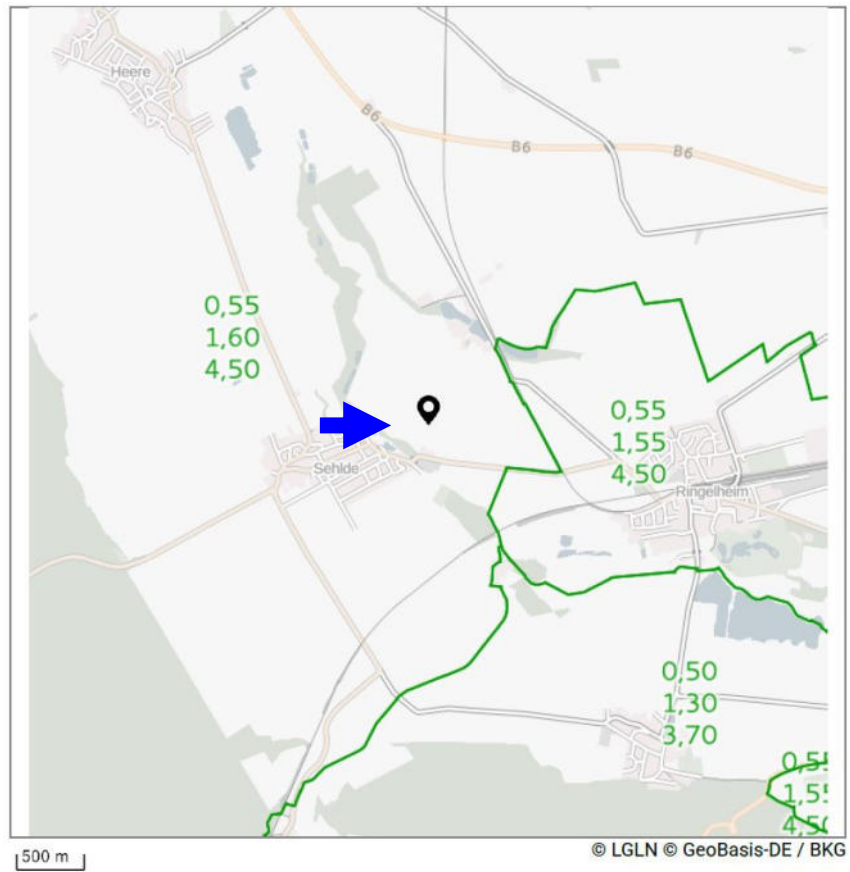 Heere
B6
B6
B6
0,55
1,60
4,50
0,55
1,55
4,50
Sehlde
Ringelheim
0,50
1,30
3,70
500 m
© LGLN © GeoBasis-DE / BKG